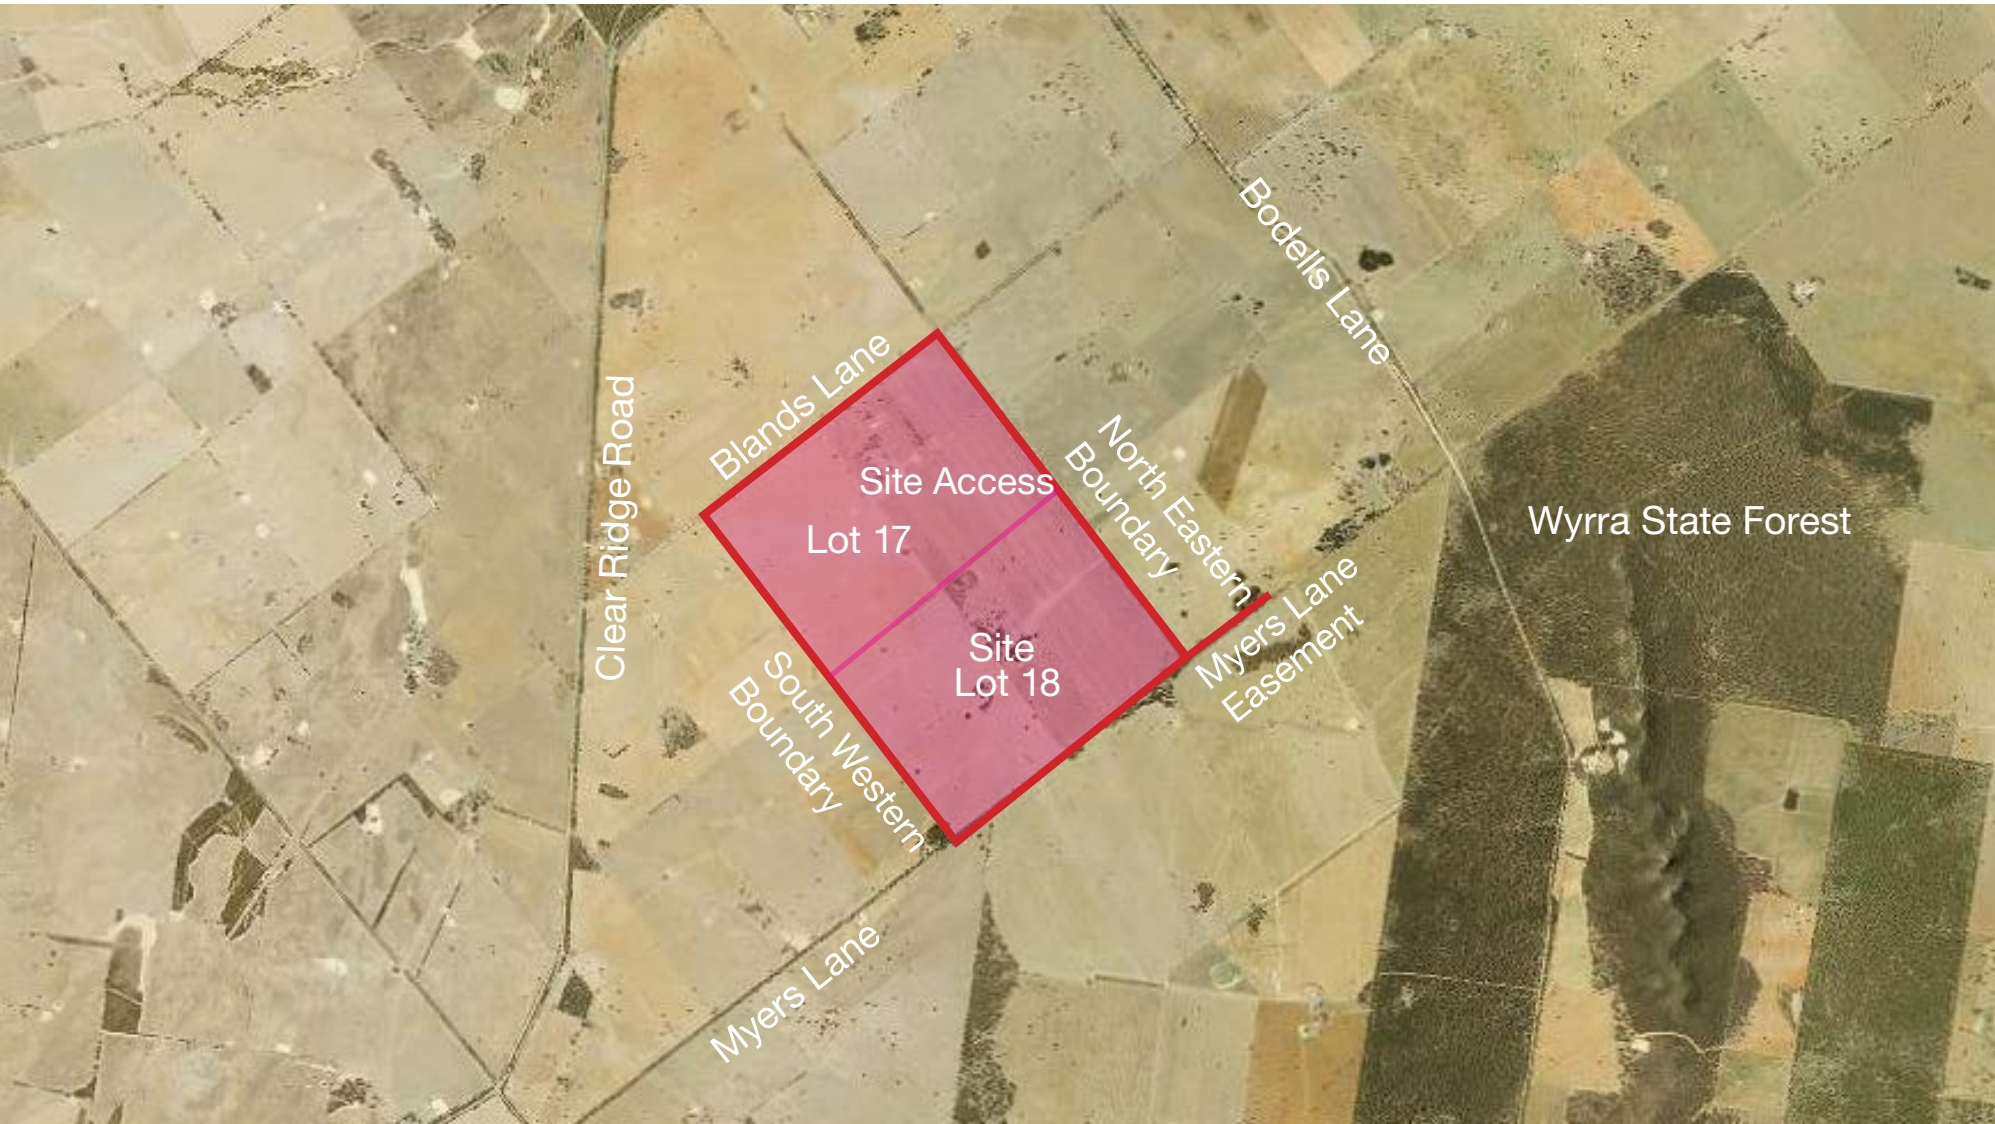 Bodells Lane
Blands Lane
Clear Ridge Road
North Eastern
Boundary
Site Access
Lot 17
Wyrra State Forest
Myers Lane
Easement
Site
Lot 18
South Western
Boundary
Myers Lane